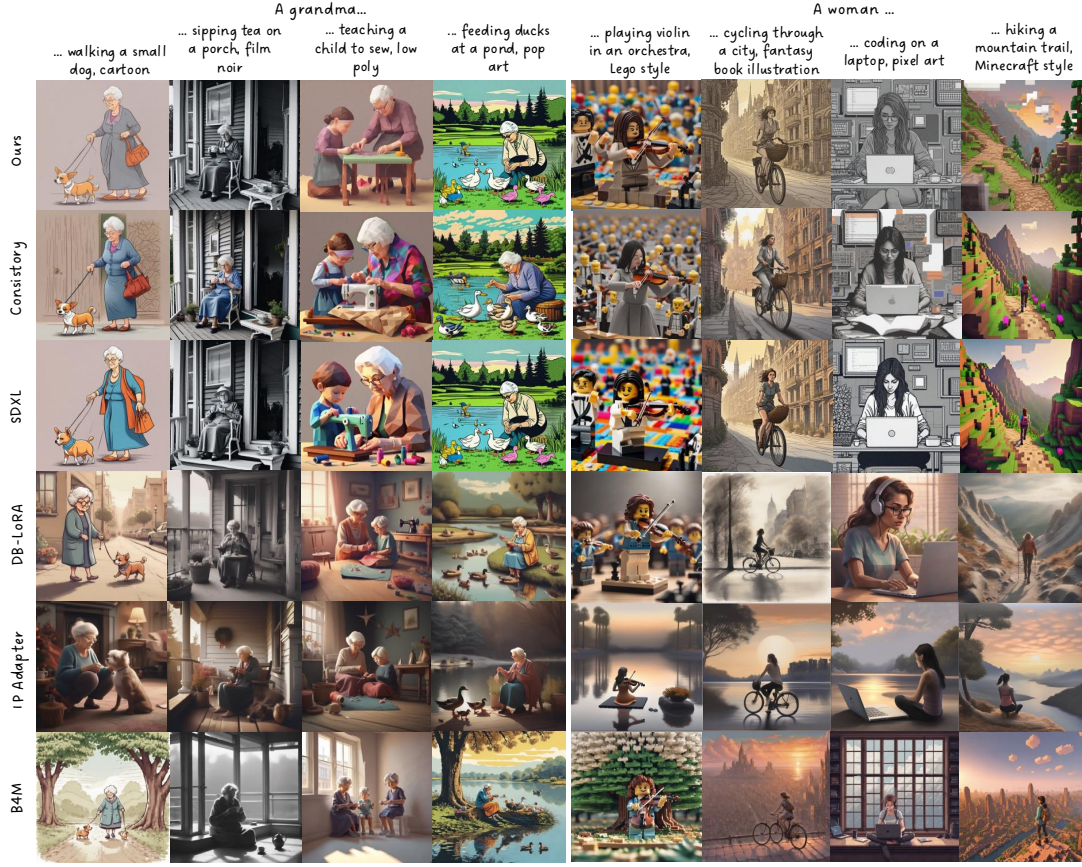 A grandma...
A woman ...
... walking a small
dog, cartoon
... sipping tea on
a porch, film
noir
... teaching a
child to sew, low
poly
... feeding ducks
at a pond, pop
art
... playing violin
in an orchestra,
Lego style
... cycling through
a city, fantasy
book illustration
... coding on a
laptop, pixel art
... hiking a
mountain trail,
Minecraft style
Ours
Consistory
SDXL
DB-LoRA
IP Adapter
B4M